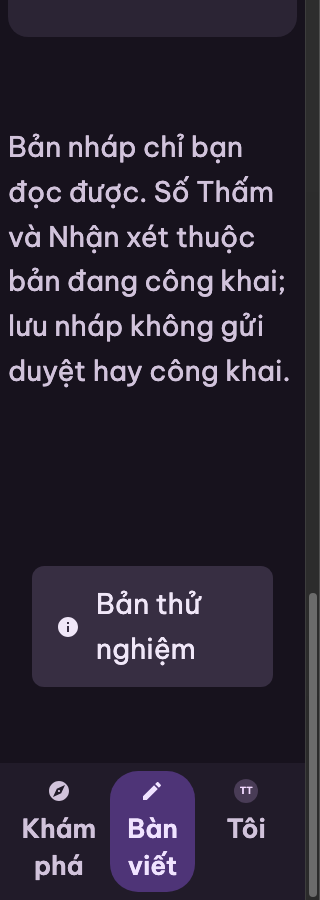 Bản nháp chỉ bạn
đọc được. Số Thấm
và Nhận xét thuộc
bản đang công khai;
lưu nháp không gửi
duyệt hay công khai.
Bản thử
nghiệm
Khám
phá
Bàn
viết
TT
Tôi